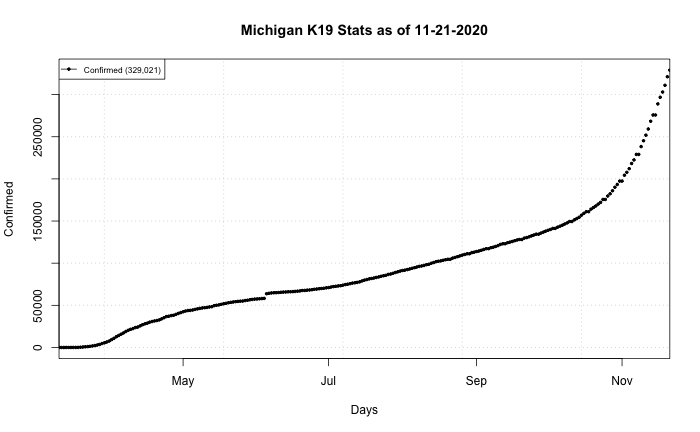 Michigan K19 Stats as of 11-21-2020
Confirmed (329,021)
Confirmed
250000
150000
50000
0
May
Jul
Sep
Nov
Days